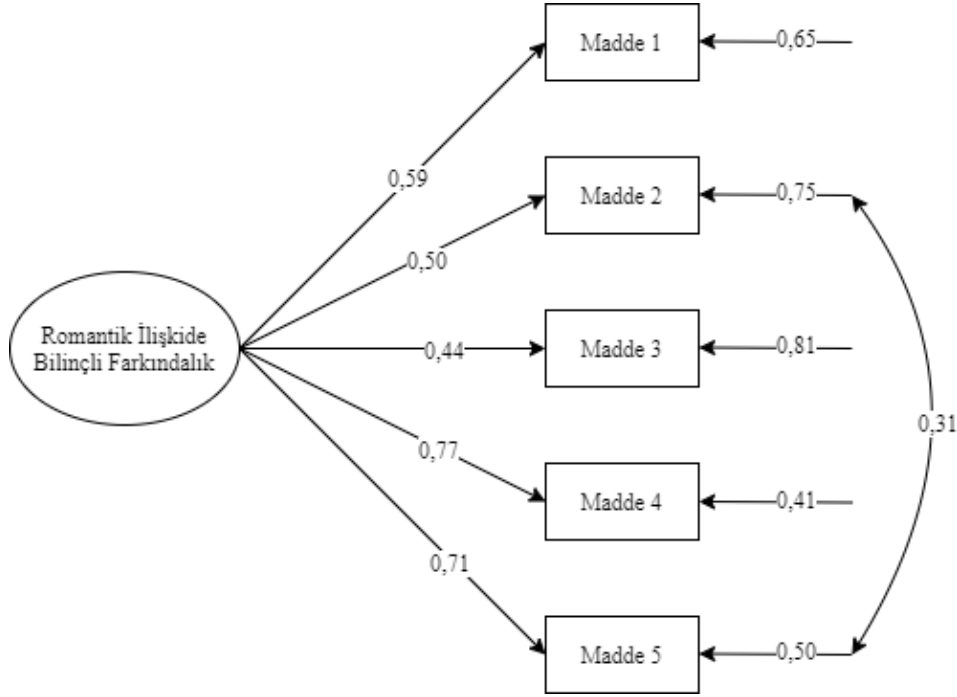 Romantik İlişkide
Bilinçli Farkındalık
0,59
0,50
0,44
0,77
0,71
Madde 1
0,65
Madde 2
0,75
Madde 3
0,81
Madde 4
0,41
Madde 5
0,50
0,31